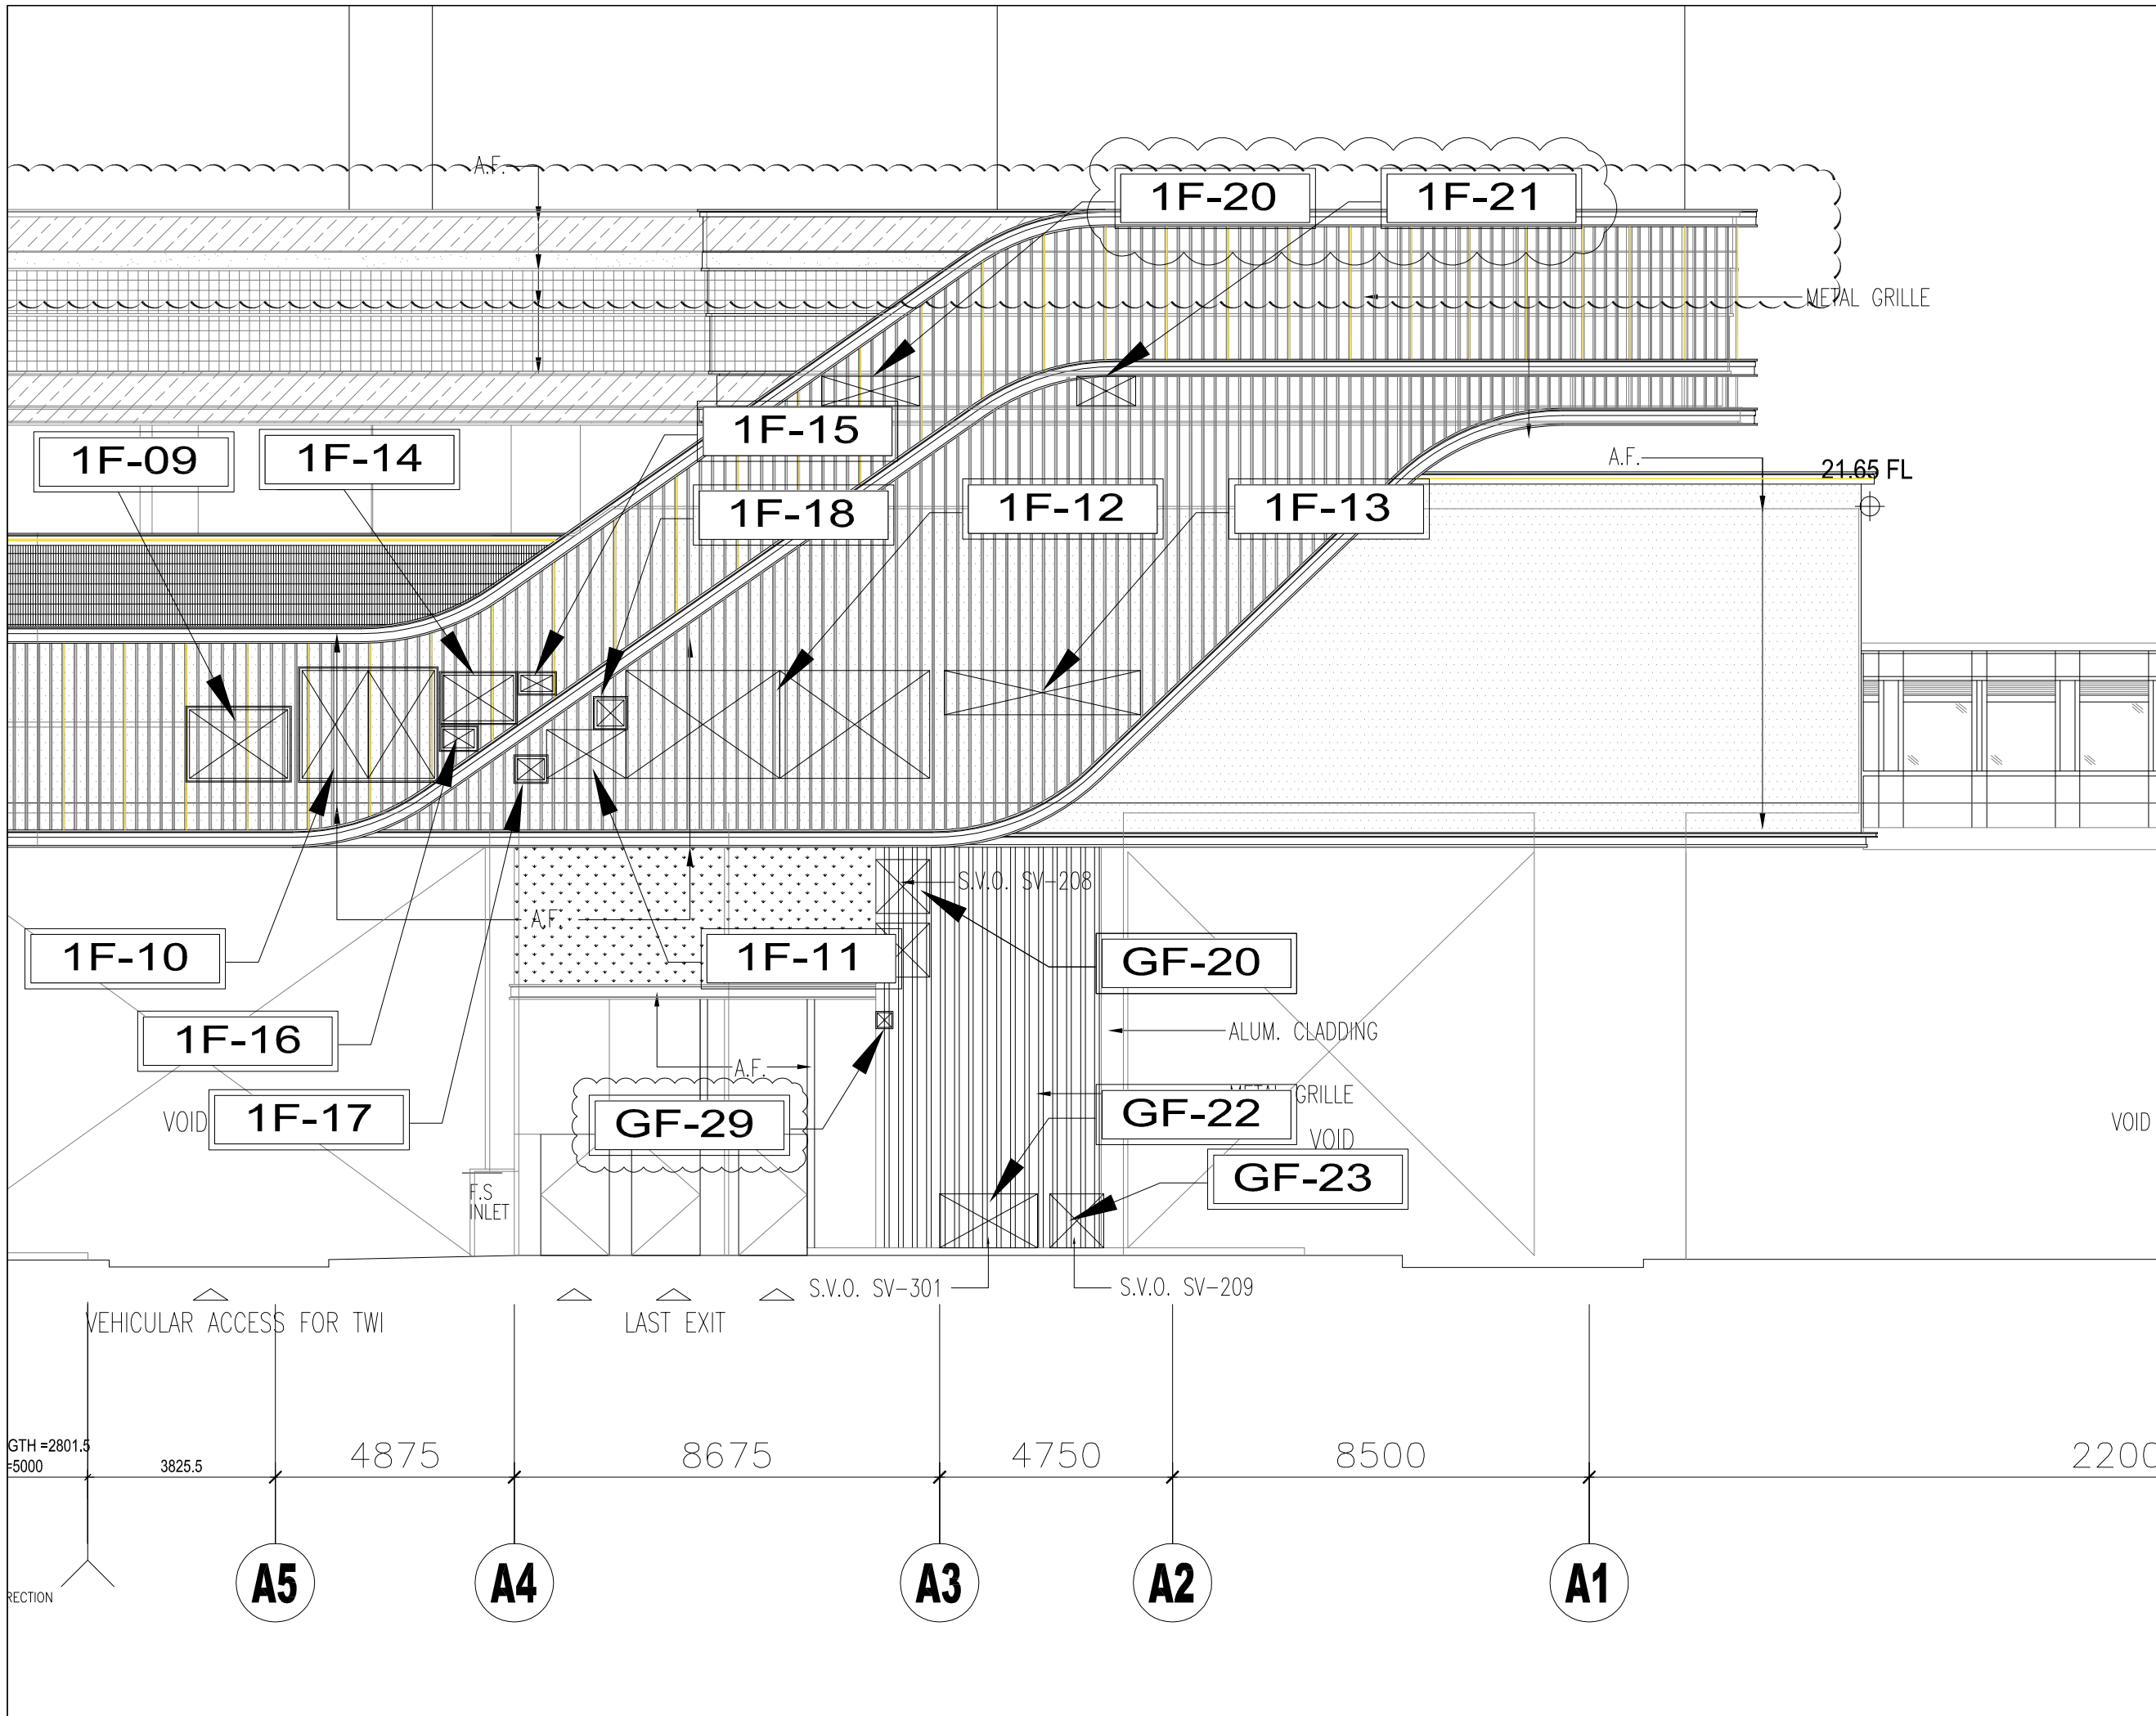 A.F.
1F-20
1F-21
METAL GRILLE
1F-15
1F-09
1F-14
A.F.
21.65 FL
1F-18
1F-12
1F-13
S.V.O. SV-208
A.F.
1F-10
1F-11
GF-20
1F-16
ALUM. CLADDING
A.F.
METAL GRILLE
VOID
1F-17
GF-29
GF-22
VOID
VOID
GF-23
F.S
INLET
S.V.O. SV-301
S.V.O. SV-209
VEHICULAR ACCESS FOR TWI
LAST EXIT
GTH =2801.5
=5000
3825.5
4875
8675
4750
8500
2200
A5
A4
A3
A2
A1
RECTION